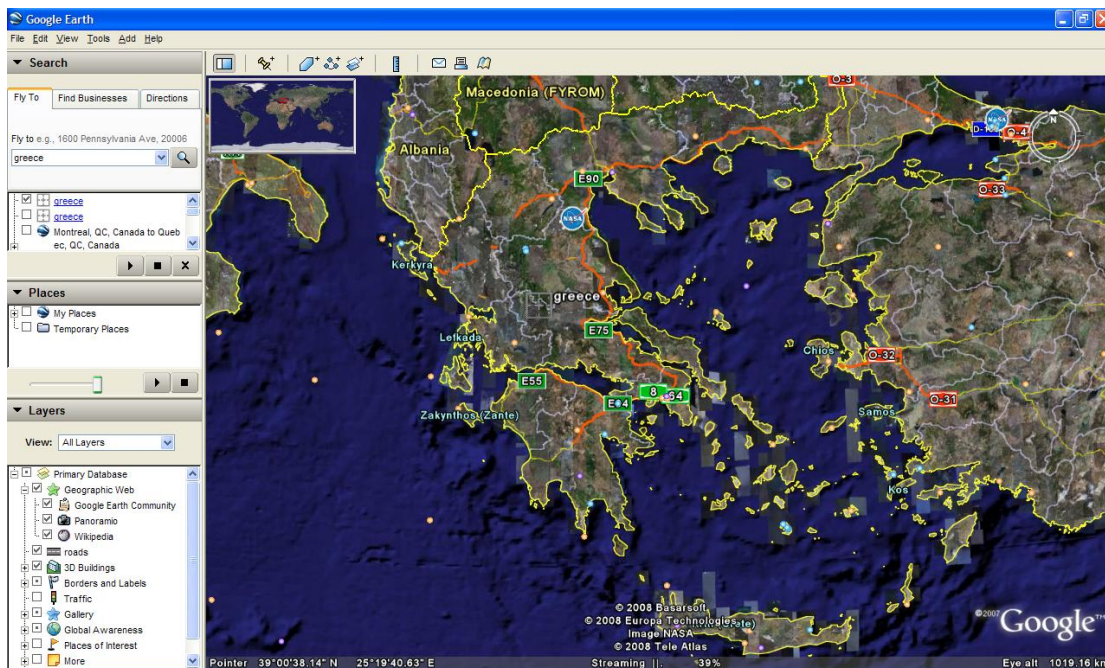 Google Earth
File Edit View Tools Add Help
Search
Fly To Find Businesses Directions
Fly to e.g., 1600 Pennsylvania Ave, 20006
greece
greece
greece
Montreal, QC, Canada to Queb
ec, QC, Canada
Places
My Places
Temporary Places
Layers
View: All Layers
Primary Database
Geographic Web
Google Earth Community
Panoramio
Wikipedia
roads
3D Buildings
Borders and Labels
Traffic
Gallery
Global Awareness
Places of Interest
More
Macedonia (FYROM)
O-3
NASA
O-4
N
Albania
E90
O-33
NASA
Kerkyra
greece
E75
Lefkada
Chios
O-32
E55
8
O-31
Zakynthos (Zante)
Samos
Kos
© 2008 Basarsoft
© 2008 Europa Technologies
Image NASA
© 2008 Tele Atlas
©2007 Google™
Pointer 39°00'38.14" N 25°19'40.63" E Streaming 39% Eye alt 1019.16 km